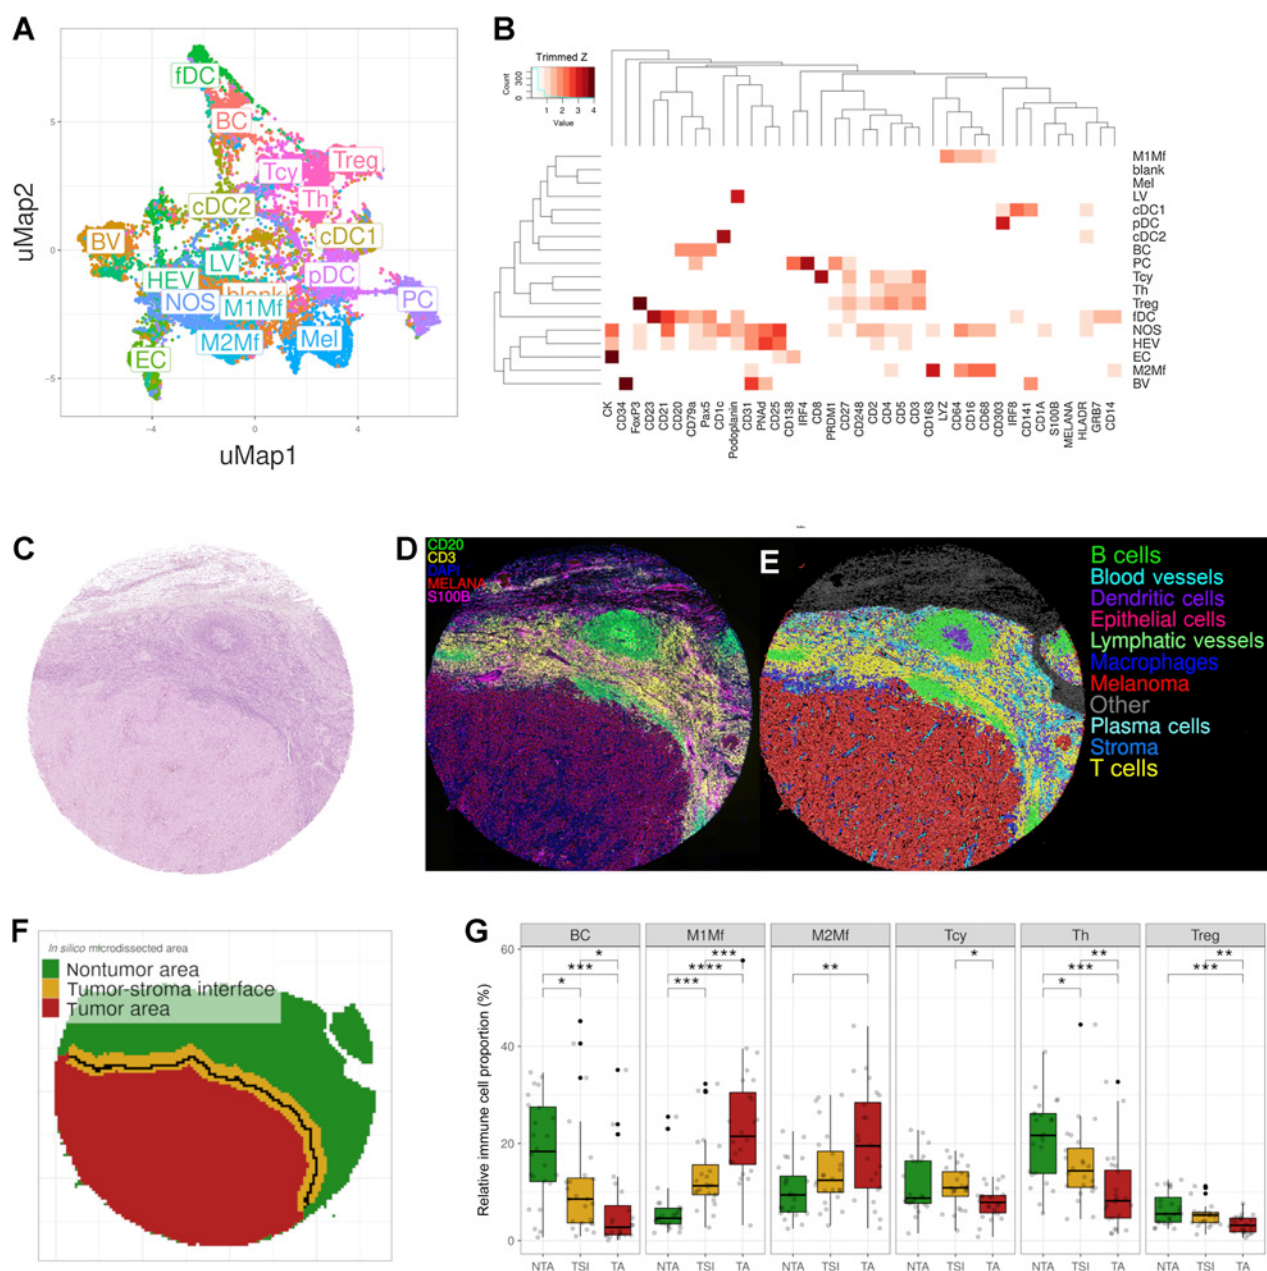 A
fDC
BC
Treg
Tcy
Th
cDC2
cDC1
BV
LV
pDC
HEV
blank
NOS
M1Mf
PC
M2Mf
Mel
EC
5
0
-5
-4
0
4
uMap2
uMap1
B
Trimmed Z
Count
0
300
1 2 3 4
Value
M1Mf
blank
Mel
LV
cDC1
pDC
cDC2
BC
PC
Tcy
Th
Treg
fDC
NOS
HEV
EC
M2Mf
BV
CK
CD34
FoxP3
CD23
CD21
CD20
CD79a
Pax5
CD1c
Podoplanin
CD31
PNAd
CD25
CD138
IRF4
CD8
PRDM1
CD27
CD248
CD2
CD4
CD5
CD3
CD163
LYZ
CD64
CD16
CD68
CD303
IRF8
CD141
CD1A
S100B
MELANA
HLADR
GRB7
CD14
C
D
CD20
CD3
DAPI
MELANA
S100B
E
B cells
Blood vessels
Dendritic cells
Epithelial cells
Lymphatic vessels
Macrophages
Melanoma
Other
Plasma cells
Stroma
T cells
F
In silico microdissected area
Nontumor area
Tumor-stroma interface
Tumor area
G
BC M1Mf M2Mf Tcy Th Treg
* *** * ** **
*** **** ** *** ***
* *** *
Relative immune cell proportion (%)
60
40
20
0
NTA TSI TA NTA TSI TA NTA TSI TA NTA TSI TA NTA TSI TA NTA TSI TA